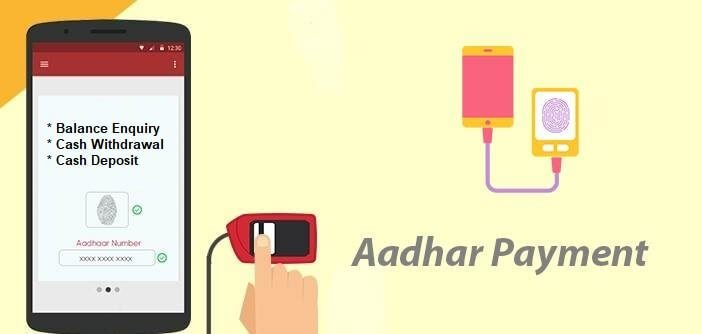 12:30
* Balance Enquiry
* Cash Withdrawal
* Cash Deposit
Aadhaar Number
XXXX XXXX XXXX
Aadhar Payment